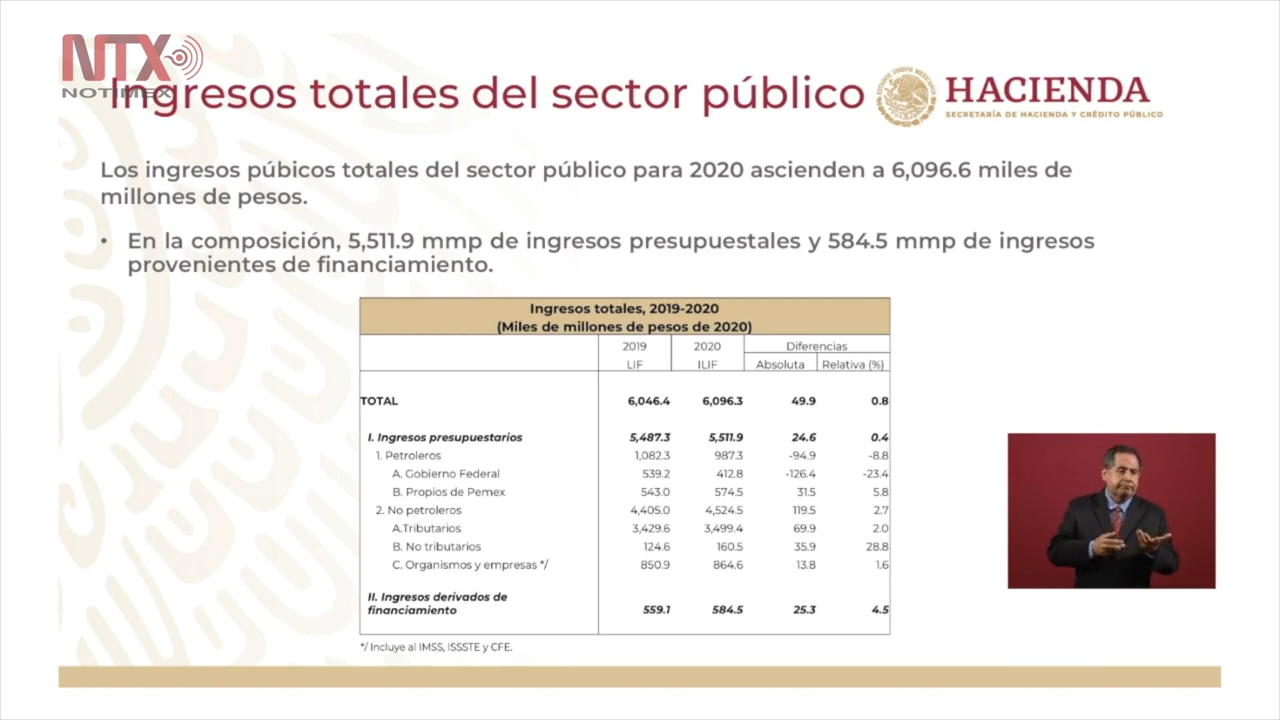 NTX
NOTIMEX
Ingresos totales del sector público
HACIENDA
SECRETARÍA DE HACIENDA Y CRÉDITO PÚBLICO
Los ingresos púbicos totales del sector público para 2020 ascienden a 6,096.6 miles de
millones de pesos.
• En la composición, 5,511.9 mmp de ingresos presupuestales y 584.5 mmp de ingresos
provenientes de financiamiento.
Ingresos totales, 2019-2020
(Miles de millones de pesos de 2020)
2019 2020 Diferencias
LIF ILIF Absoluta Relativa (%)
TOTAL 6,046.4 6,096.3 49.9 0.8
I. Ingresos presupuestarios 5,487.3 5,511.9 24.6 0.4
1. Petroleros 1,082.3 987.3 -94.9 -8.8
A. Gobierno Federal 539.2 412.8 -126.4 -23.4
B. Propios de Pemex 543.0 574.5 31.5 5.8
2. No petroleros 4,405.0 4,524.5 119.5 2.7
A.Tributarios 3,429.6 3,499.4 69.9 2.0
B. No tributarios 124.6 160.5 35.9 28.8
C. Organismos y empresas */ 850.9 864.6 13.8 1.6
II. Ingresos derivados de
financiamiento 559.1 584.5 25.3 4.5
*/ Incluye al IMSS, ISSSTE y CFE.